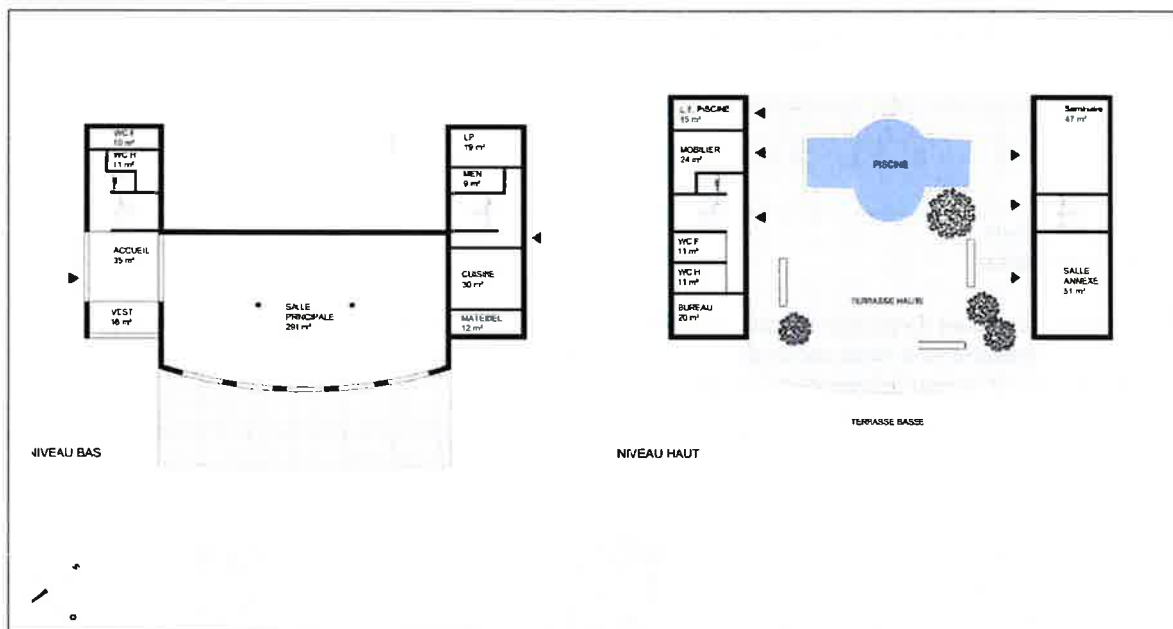 WC F
10 m²
WC H
11 m²
ACCUEIL
35 m²
VEST
16 m²
SALLE
PRINCIPALE
291 m²
LP
19 m²
MEN
9 m²
CUISINE
30 m²
MATERIEL
12 m²
NIVEAU BAS
L.T. PISCINE
15 m²
MOBILIER
24 m²
WC F
11 m²
WC H
11 m²
BUREAU
20 m²
PISCINE
TERRASSE HAUTE
TERRASSE BASSE
Seminaire
47 m²
SALLE
ANNEXE
51 m²
NIVEAU HAUT